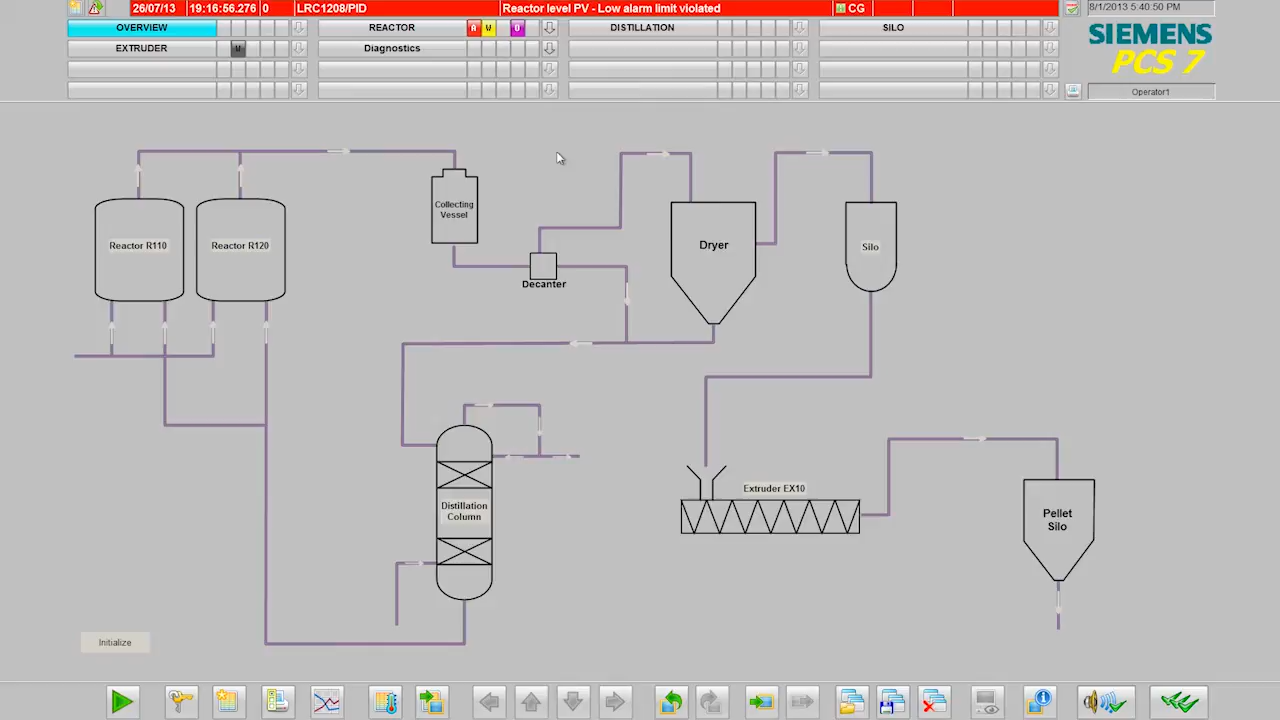 26/07/13 19:16:56.276 0 LRC1208/PID Reactor level PV - Low alarm limit violated CG 8/1/2013 5:40:50 PM
OVERVIEW REACTOR A W O DISTILLATION SILO
EXTRUDER Diagnostics
SIEMENS
PCS 7
Operator1
Collecting
Vessel
Reactor R110 Reactor R120 Dryer Silo
Decanter
Extruder EX10
Distillation
Column
Pellet
Silo
Initialize